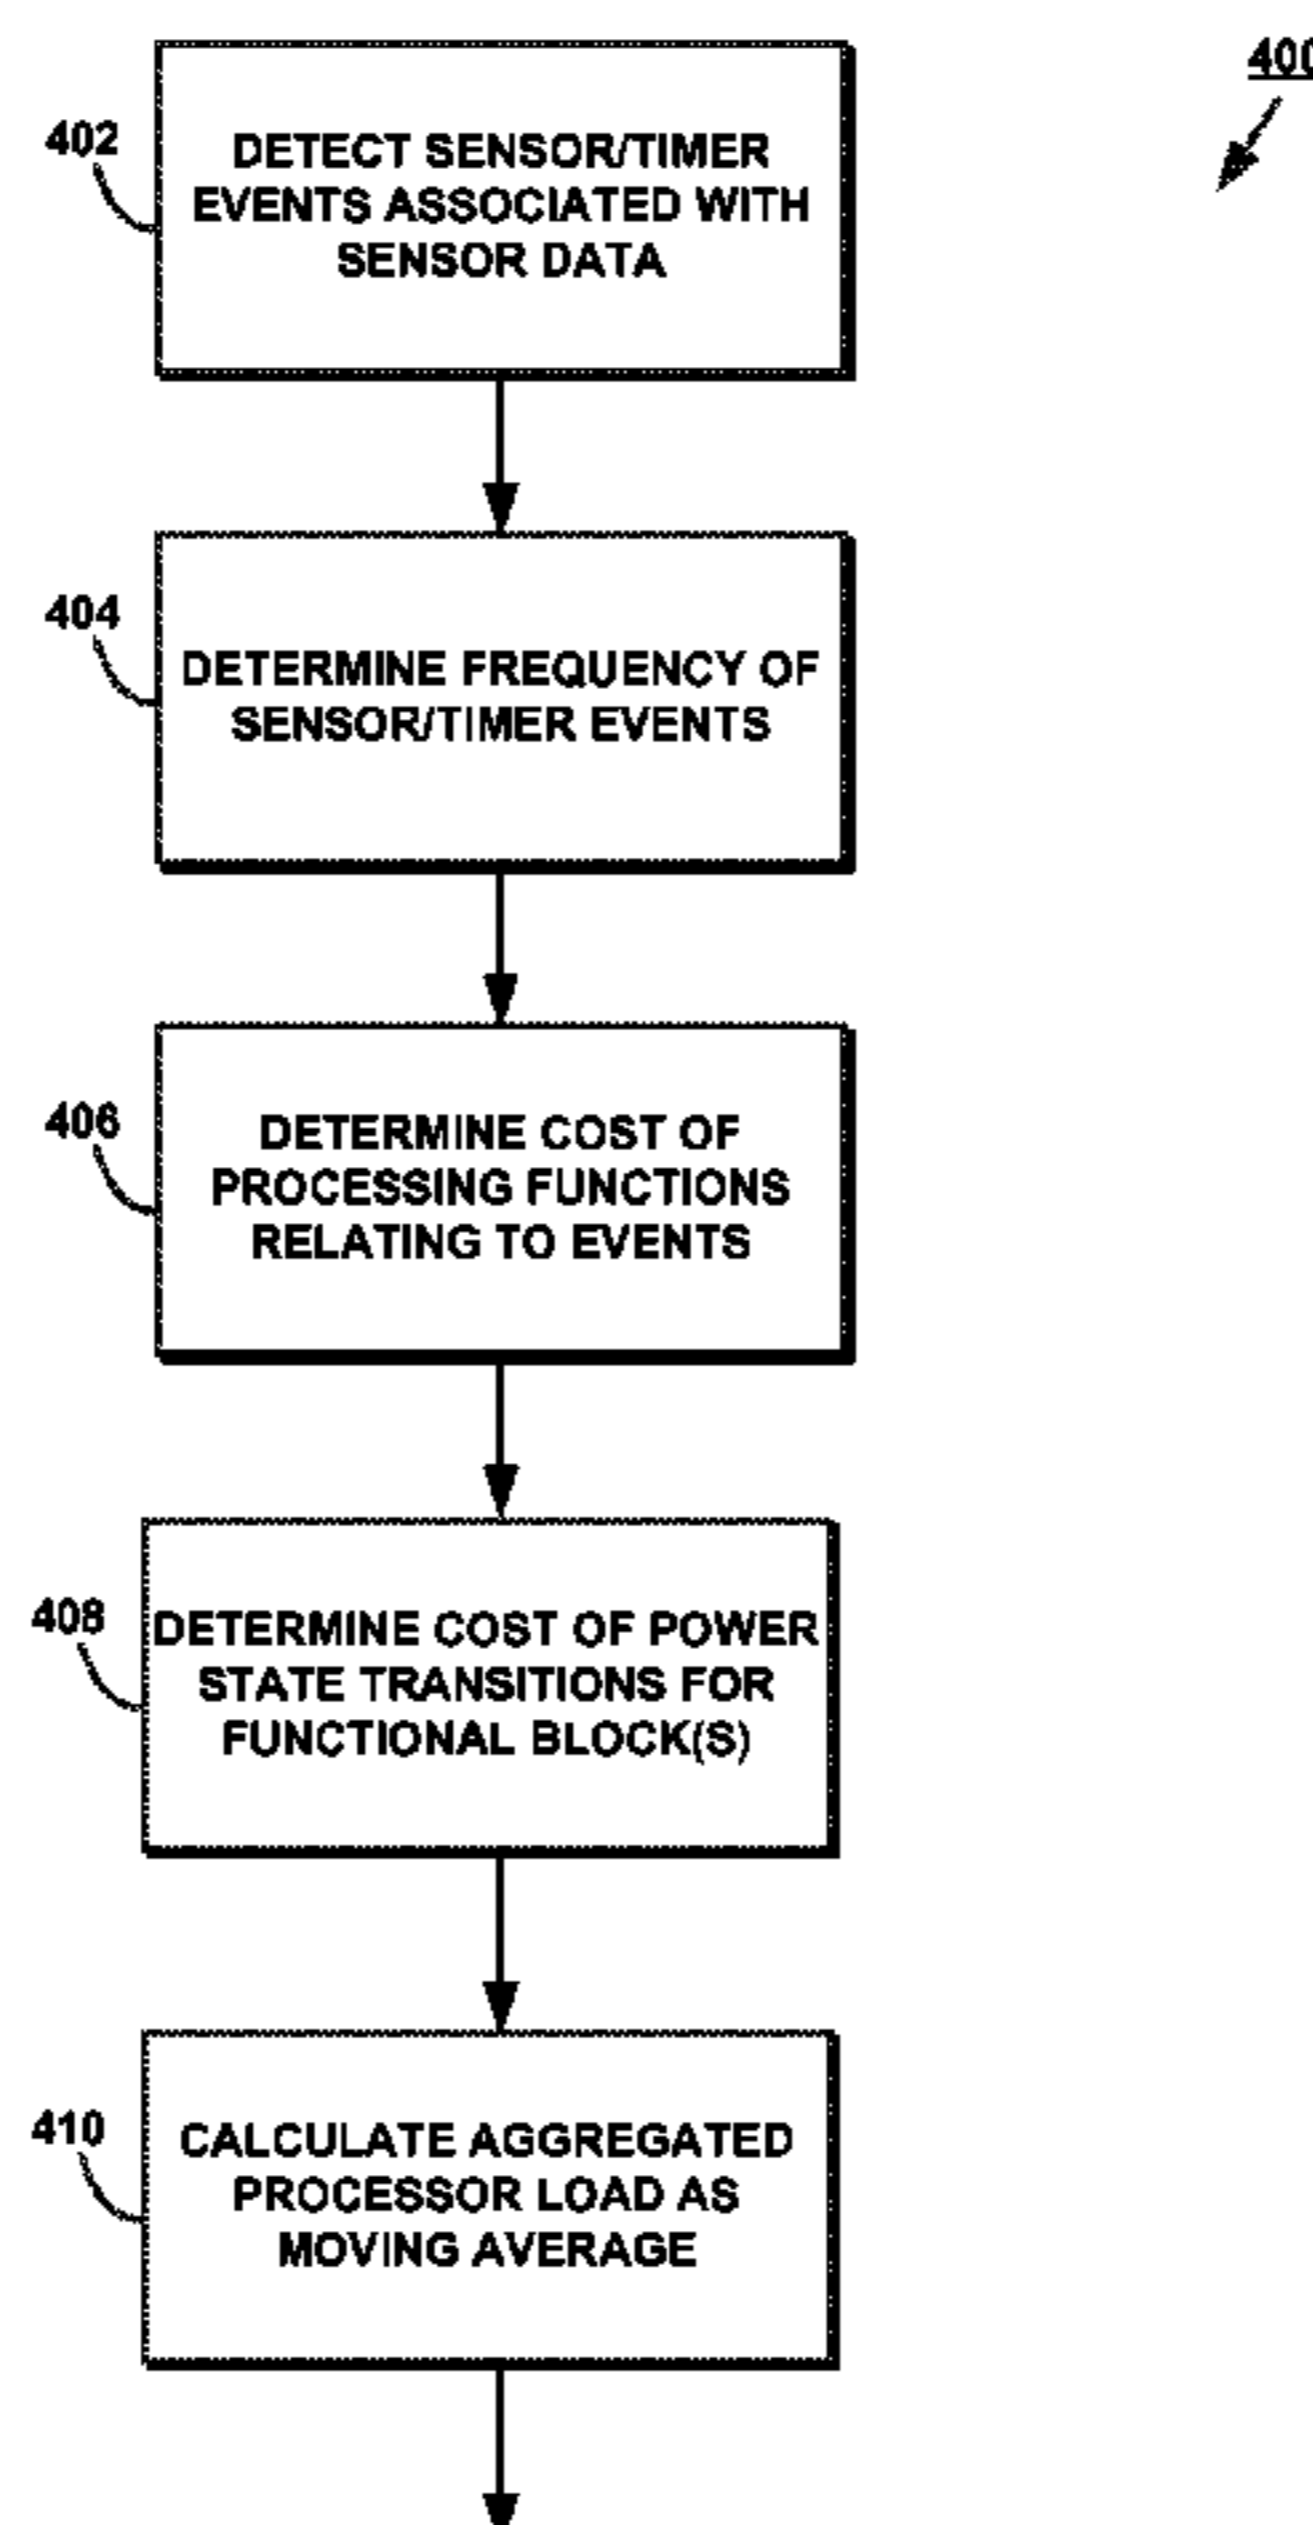 400
402
DETECT SENSOR/TIMER
EVENTS ASSOCIATED WITH
SENSOR DATA
404
DETERMINE FREQUENCY OF
SENSOR/TIMER EVENTS
406
DETERMINE COST OF
PROCESSING FUNCTIONS
RELATING TO EVENTS
408
DETERMINE COST OF POWER
STATE TRANSITIONS FOR
FUNCTIONAL BLOCK(S)
410
CALCULATE AGGREGATED
PROCESSOR LOAD AS
MOVING AVERAGE